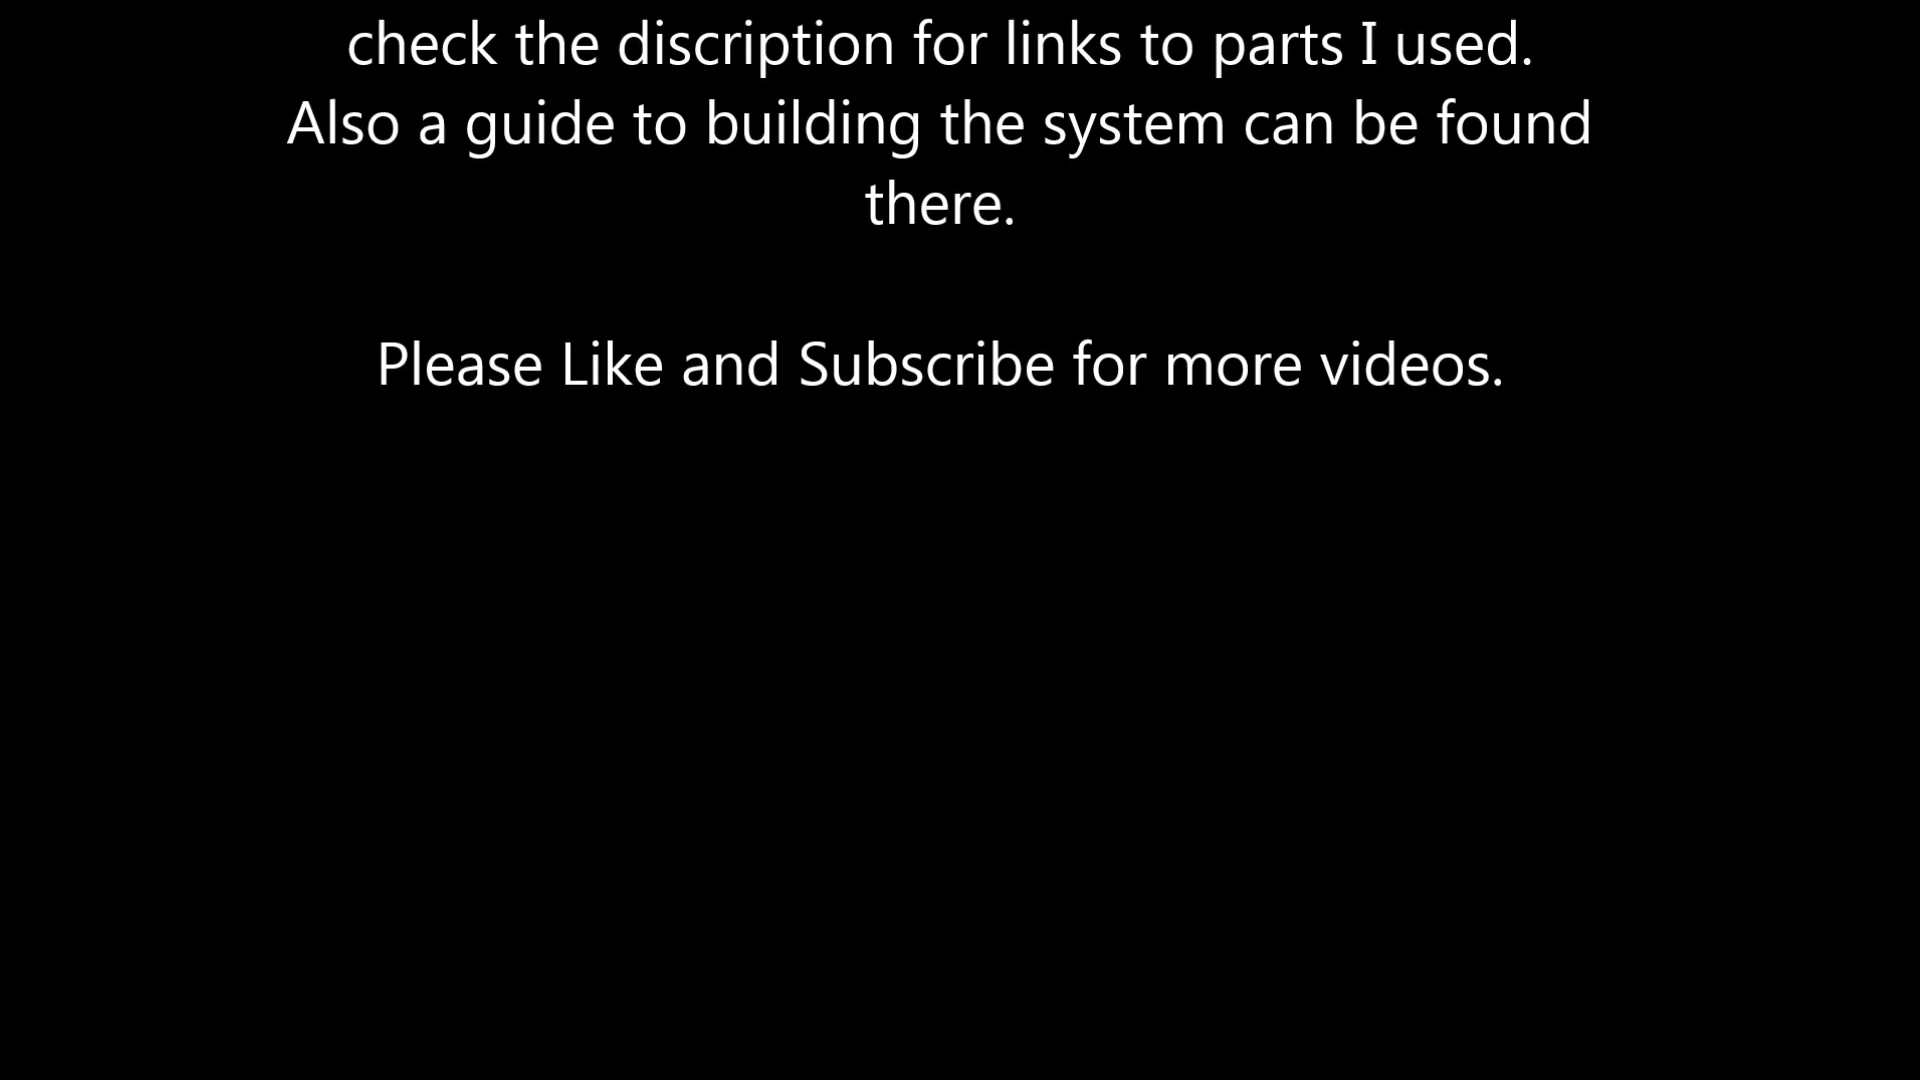 check the discription for links to parts I used.
Also a guide to building the system can be found
there.
Please Like and Subscribe for more videos.